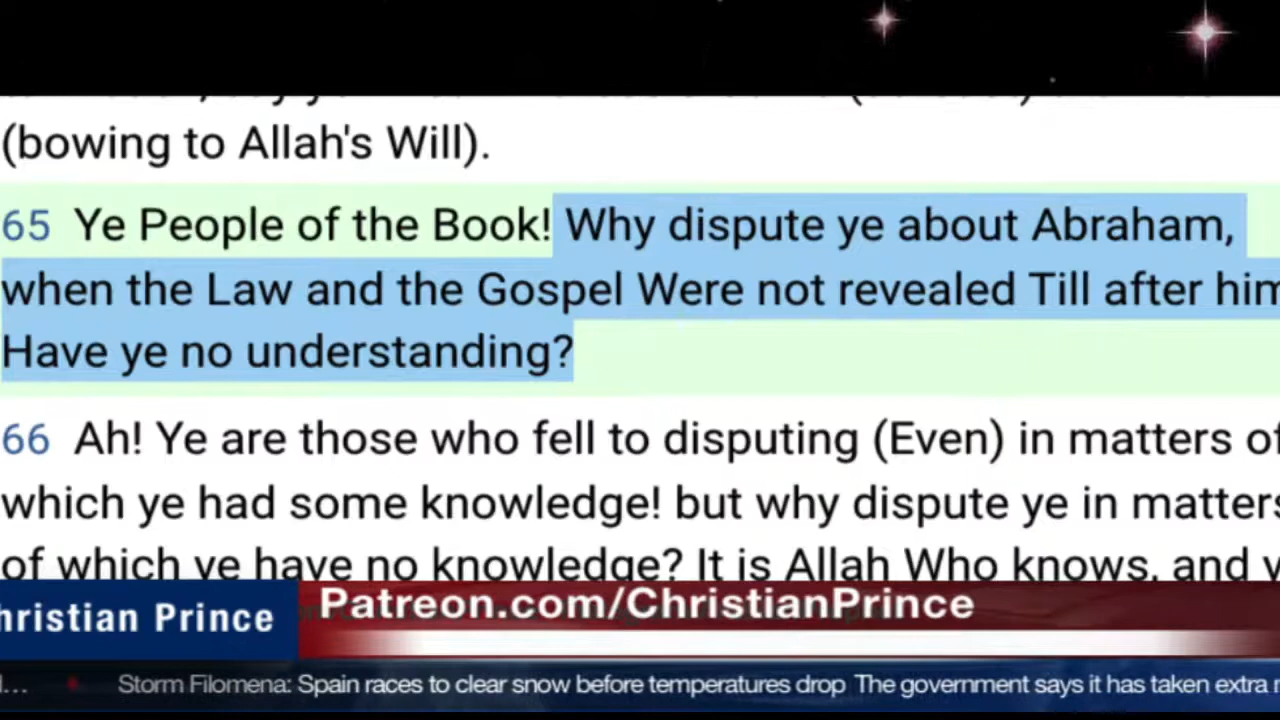 (bowing to Allah's Will).
65 Ye People of the Book! Why dispute ye about Abraham,
when the Law and the Gospel Were not revealed Till after him
Have ye no understanding?
66 Ah! Ye are those who fell to disputing (Even) in matters of
which ye had some knowledge! but why dispute ye in matters
of which ye have no knowledge? It is Allah Who knows, and
hristian Prince
Patreon.com/ChristianPrince
Storm Filomena: Spain races to clear snow before temperatures drop The government says it has taken extra